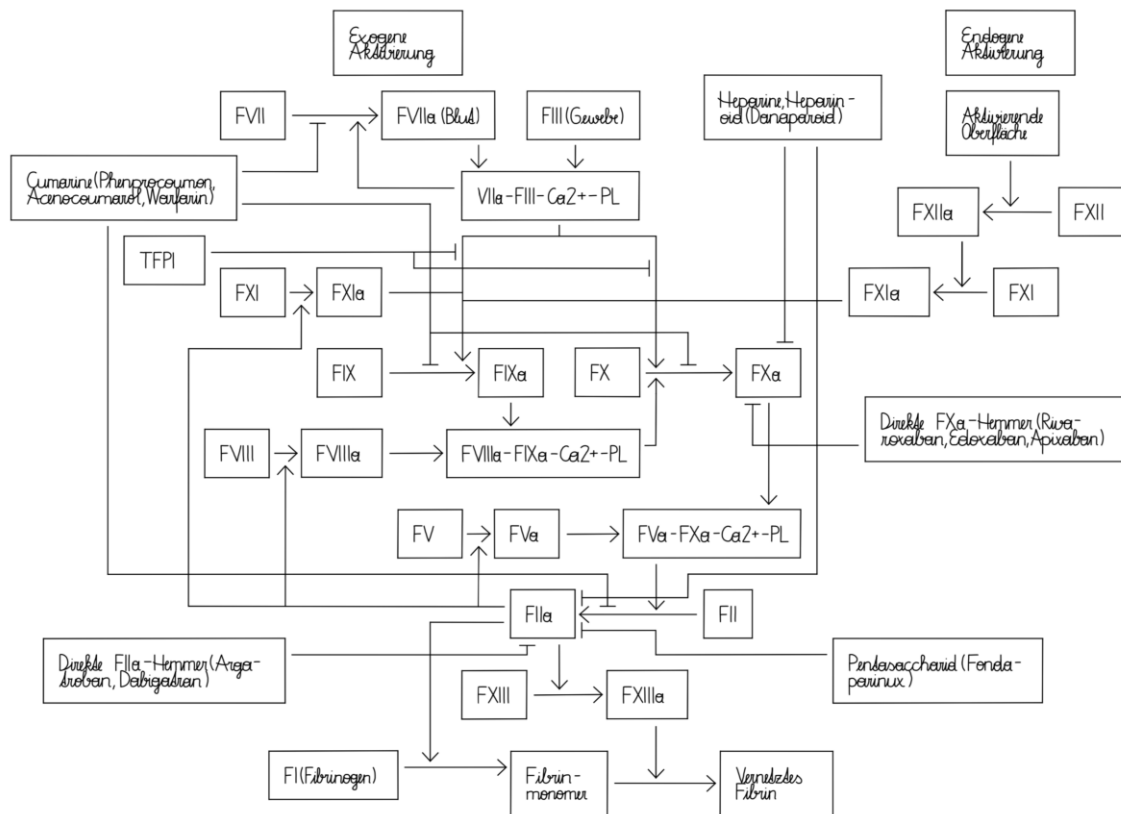 Exogene
Aktivierung
Endogene
Aktivierung
FVII
FVIIa (Blut)
FIII (Gewebe)
Heparine, Heparin-
oid (Danaparoid)
Aktivierende
Oberfläche
Cumarine (Phenprocoumon,
Acenocoumarol, Warfarin)
VIIa-FIII-Ca2+-PL
FXIIa
FXII
TFPI
FXI
FXIa
FXIa
FXI
FIX
FIXa
FX
FXa
Direkte FXa-Hemmer (Riva-
roxaban, Edoxaban, Apixaban)
FVIII
FVIIIa
FVIIIa-FIXa-Ca2+-PL
FV
FVa
FVa-FXa-Ca2+-PL
FIIa
FII
Direkte FIIa-Hemmer (Arga-
troban, Dabigatran)
Pentasaccharid (Fonda-
parinux)
FXIII
FXIIIa
FI (Fibrinogen)
Fibrin-
monomer
Vernetztes
Fibrin